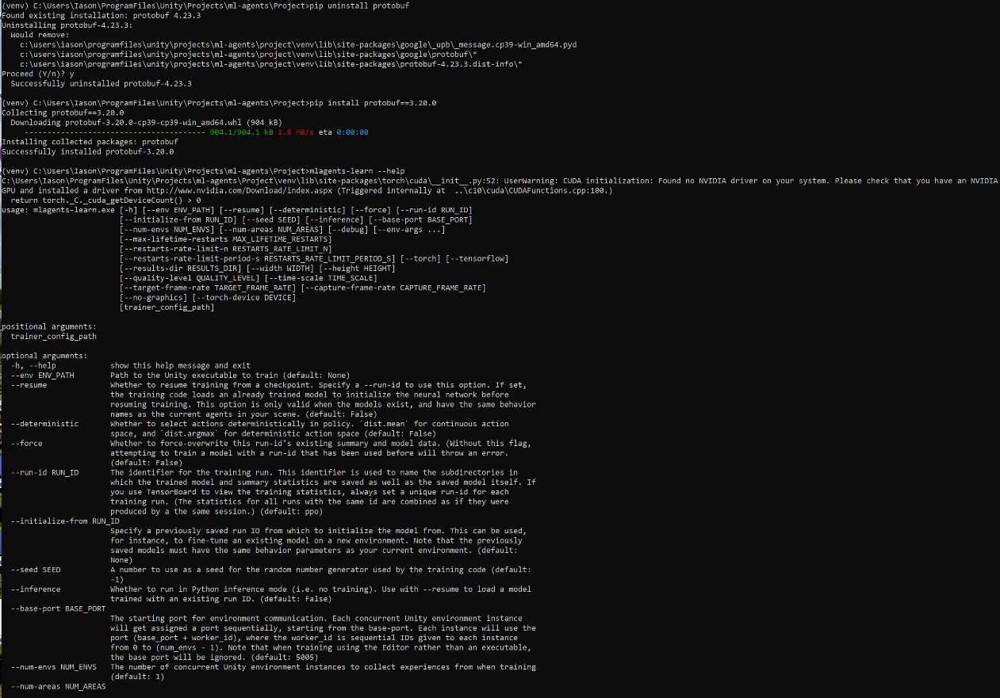 (venv) C:\Users\Iason\ProgramFiles\Unity\Projects\ml-agents\Project>pip uninstall protobuf
Found existing installation: protobuf 4.23.3
Uninstalling protobuf-4.23.3:
  Would remove:
    c:\users\iason\programfiles\unity\projects\ml-agents\project\venv\lib\site-packages\google\_upb\_message.cp39-win_amd64.pyd
    c:\users\iason\programfiles\unity\projects\ml-agents\project\venv\lib\site-packages\google\protobuf\*
    c:\users\iason\programfiles\unity\projects\ml-agents\project\venv\lib\site-packages\protobuf-4.23.3.dist-info\*
Proceed (Y/n)? y
  Successfully uninstalled protobuf-4.23.3
(venv) C:\Users\Iason\ProgramFiles\Unity\Projects\ml-agents\Project>pip install protobuf==3.20.0
Collecting protobuf==3.20.0
  Downloading protobuf-3.20.0-cp39-cp39-win_amd64.whl (904 kB)
     ---------------------------------------- 904.1/904.1 kB 1.8 MB/s eta 0:00:00
Installing collected packages: protobuf
Successfully installed protobuf-3.20.0
(venv) C:\Users\Iason\ProgramFiles\Unity\Projects\ml-agents\Project>mlagents-learn --help
C:\Users\Iason\ProgramFiles\Unity\Projects\ml-agents\Project\venv\lib\site-packages\torch\cuda\__init__.py:52: UserWarning: CUDA initialization: Found no NVIDIA driver on your system. Please check that you have an NVIDIA
GPU and installed a driver from http://www.nvidia.com/Download/index.aspx (Triggered internally at  ..\c10\cuda\CUDAFunctions.cpp:100.)
  return torch._C._cuda_getDeviceCount() > 0
usage: mlagents-learn.exe [-h] [--env ENV_PATH] [--resume] [--deterministic] [--force] [--run-id RUN_ID]
                          [--initialize-from RUN_ID] [--seed SEED] [--inference] [--base-port BASE_PORT]
                          [--num-envs NUM_ENVS] [--num-areas NUM_AREAS] [--debug] [--env-args ...]
                          [--max-lifetime-restarts MAX_LIFETIME_RESTARTS]
                          [--restarts-rate-limit-n RESTARTS_RATE_LIMIT_N]
                          [--restarts-rate-limit-period-s RESTARTS_RATE_LIMIT_PERIOD_S] [--torch] [--tensorflow]
                          [--results-dir RESULTS_DIR] [--width WIDTH] [--height HEIGHT]
                          [--quality-level QUALITY_LEVEL] [--time-scale TIME_SCALE]
                          [--target-frame-rate TARGET_FRAME_RATE] [--capture-frame-rate CAPTURE_FRAME_RATE]
                          [--no-graphics] [--torch-device DEVICE]
                          [trainer_config_path]
positional arguments:
  trainer_config_path
optional arguments:
  -h, --help            show this help message and exit
  --env ENV_PATH        Path to the Unity executable to train (default: None)
  --resume              Whether to resume training from a checkpoint. Specify a --run-id to use this option. If set,
                        the training code loads an already trained model to initialize the neural network before
                        resuming training. This option is only valid when the models exist, and have the same behavior
                        names as the current agents in your scene. (default: False)
  --deterministic       Whether to select actions deterministically in policy. `dist.mean` for continuous action
                        space, and `dist.argmax` for deterministic action space (default: False)
  --force               Whether to force-overwrite this run-id's existing summary and model data. (Without this flag,
                        attempting to train a model with a run-id that has been used before will throw an error.
                        (default: False)
  --run-id RUN_ID       The identifier for the training run. This identifier is used to name the subdirectories in
                        which the trained model and summary statistics are saved as well as the saved model itself. If
                        you use TensorBoard to view the training statistics, always set a unique run-id for each
                        training run. (The statistics for all runs with the same id are combined as if they were
                        produced by a the same session.) (default: ppo)
  --initialize-from RUN_ID
                        Specify a previously saved run ID from which to initialize the model from. This can be used,
                        for instance, to fine-tune an existing model on a new environment. Note that the previously
                        saved models must have the same behavior parameters as your current environment. (default:
                        None)
  --seed SEED           A number to use as a seed for the random number generator used by the training code (default:
                        -1)
  --inference           Whether to run in Python inference mode (i.e. no training). Use with --resume to load a model
                        trained with an existing run ID. (default: False)
  --base-port BASE_PORT
                        The starting port for environment communication. Each concurrent Unity environment instance
                        will get assigned a port sequentially, starting from the base-port. Each instance will use the
                        port (base_port + worker_id), where the worker_id is sequential IDs given to each instance
                        from 0 to (num_envs - 1). Note that when training using the Editor rather than an executable,
                        the base port will be ignored. (default: 5005)
  --num-envs NUM_ENVS   The number of concurrent Unity environment instances to collect experiences from when training
                        (default: 1)
  --num-areas NUM_AREAS